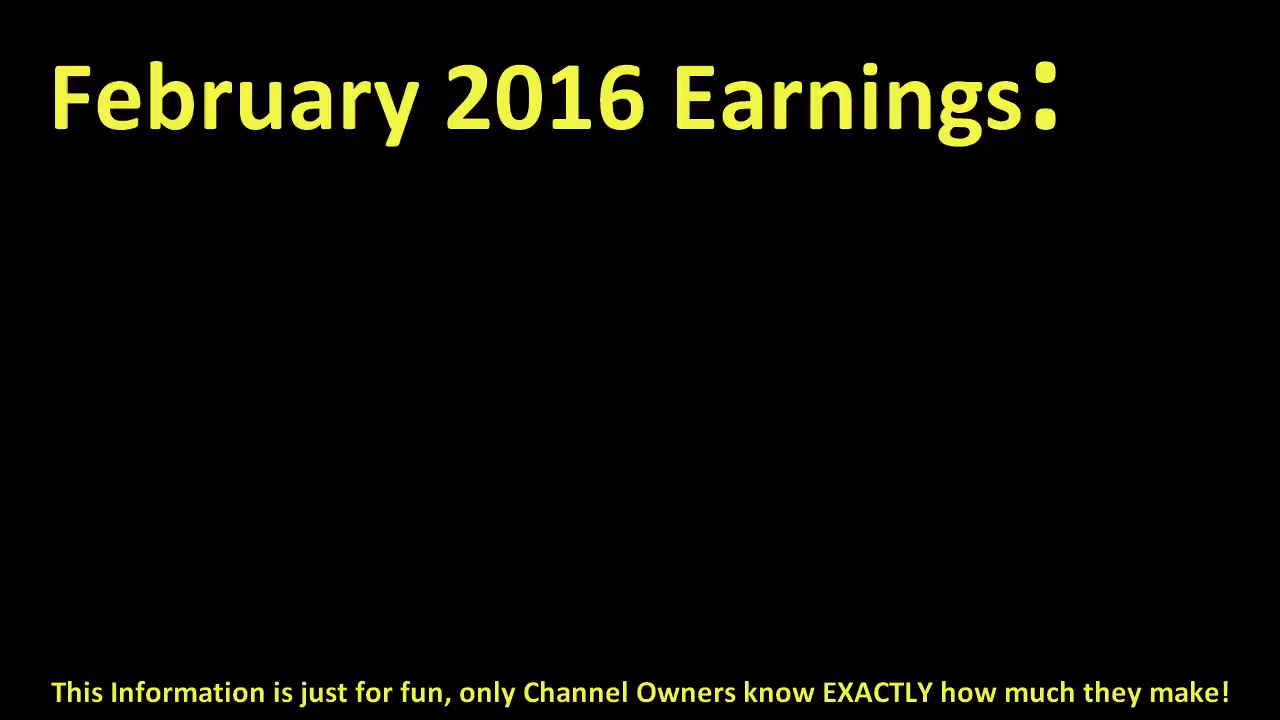 February 2016 Earnings:
This Information is just for fun, only Channel Owners know EXACTLY how much they make!